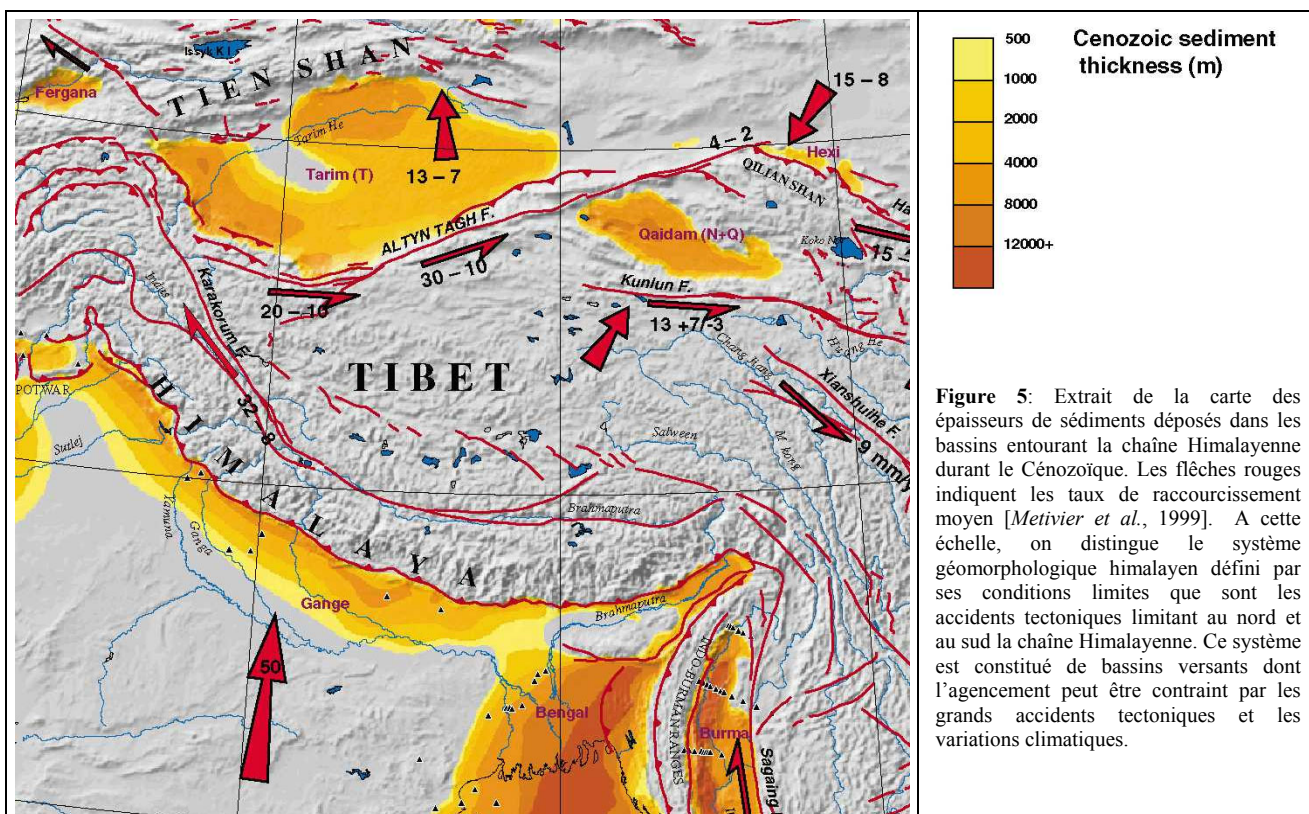 Issyk Kl
TIEN SHAN
Fergana
Tarim He
Tarim (T)
13 – 7
15 – 8
4 – 2
Hexi
QILIAN SHAN
ALTYN TAGH F.
30 – 10
Qaidam (N+Q)
Koko Nor
Ha
15 –
Kunlun F.
13 +7/-3
20 – 10
Karakorum F.
Indus
32 – 8
TIBET
Chang Jiang
Huang He
Xianshuihe F.
9 mm/y
Salween
POTWAR
Sutlej
HIMALAYA
Yamuna
Ganga
Gange
Brahmaputra
Brahmaputra
50
Bengal
INDO-BURMAN RANGES
Burma
Sagaing
500
1000
2000
4000
8000
12000+
Cenozoic sediment
thickness (m)
Figure 5: Extrait de la carte des
épaisseurs de sédiments déposés dans les
bassins entourant la chaîne Himalayenne
durant le Cénozoïque. Les flêches rouges
indiquent les taux de raccourcissement
moyen [Metivier et al., 1999]. A cette
échelle, on distingue le système
géomorphologique himalayen défini par
ses conditions limites que sont les
accidents tectoniques limitant au nord et
au sud la chaîne Himalayenne. Ce système
est constitué de bassins versants dont
l'agencement peut être contraint par les
grands accidents tectoniques et les
variations climatiques.